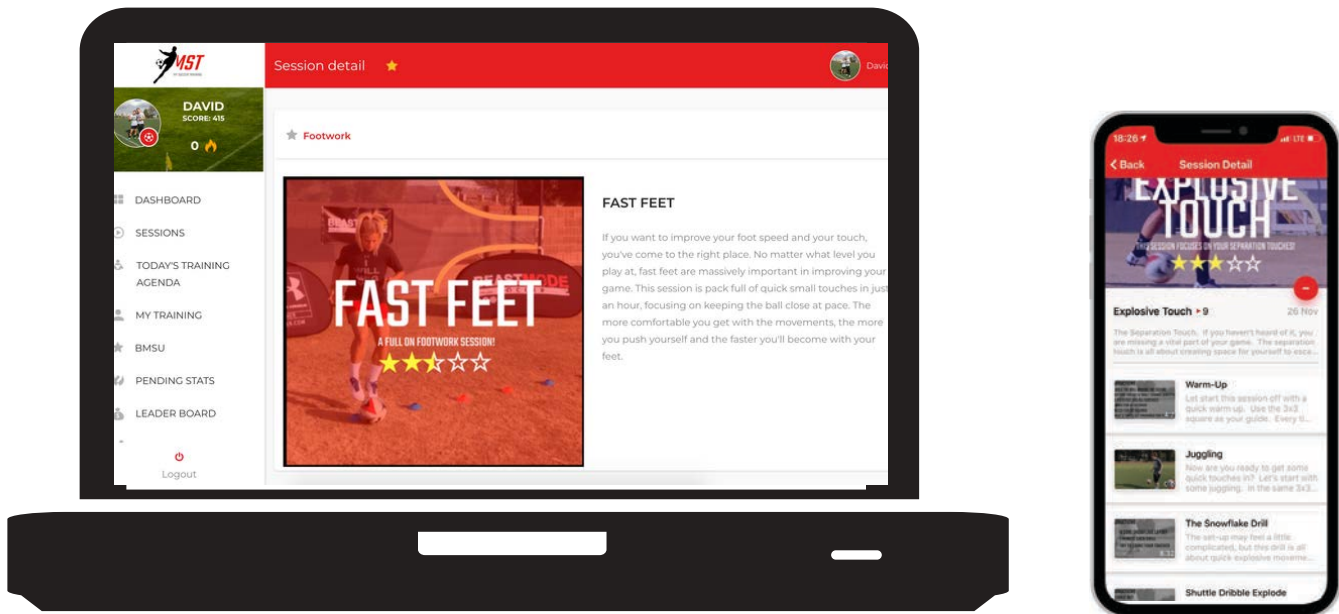 MST
Session detail
David
DAVID
SCORE: 415
0
DASHBOARD
SESSIONS
TODAY'S TRAINING
AGENDA
MY TRAINING
BMSU
PENDING STATS
LEADER BOARD
Logout
Footwork
BEAST
BEASTMODE
FAST FEET
A FULL ON FOOTWORK SESSION!
FAST FEET
If you want to improve your foot speed and your touch,
you've come to the right place. No matter what level you
play at, fast feet are massively important in improving your
game. This session is pack full of quick small touches in just
an hour, focusing on keeping the ball close at pace. The
more comfortable you get with the movements, the more
you push yourself and the faster you'll become with your
feet.
18:26
LTE
Back
Session Detail
EXPLOSIVE
TOUCH
THIS SESSION FOCUSES ON YOUR SEPARATION TOUCHES!
Explosive Touch 9
26 Nov
The Separation Touch. If you haven't heard of it, you
are missing a vital part of your game. The separation
touch is all about creating space for yourself to esca...
Warm-Up
Let start this session off with a
quick warm-up. Use the 3x3
square as your guide. Every ti...
Juggling
Now are you ready to get some
quick touches in? Let's start with
some juggling. In the same 3x3...
The Snowflake Drill
The set-up may feel a little
complicated, but this drill is all
about quick explosive moveme...
Shuttle Dribble Explode